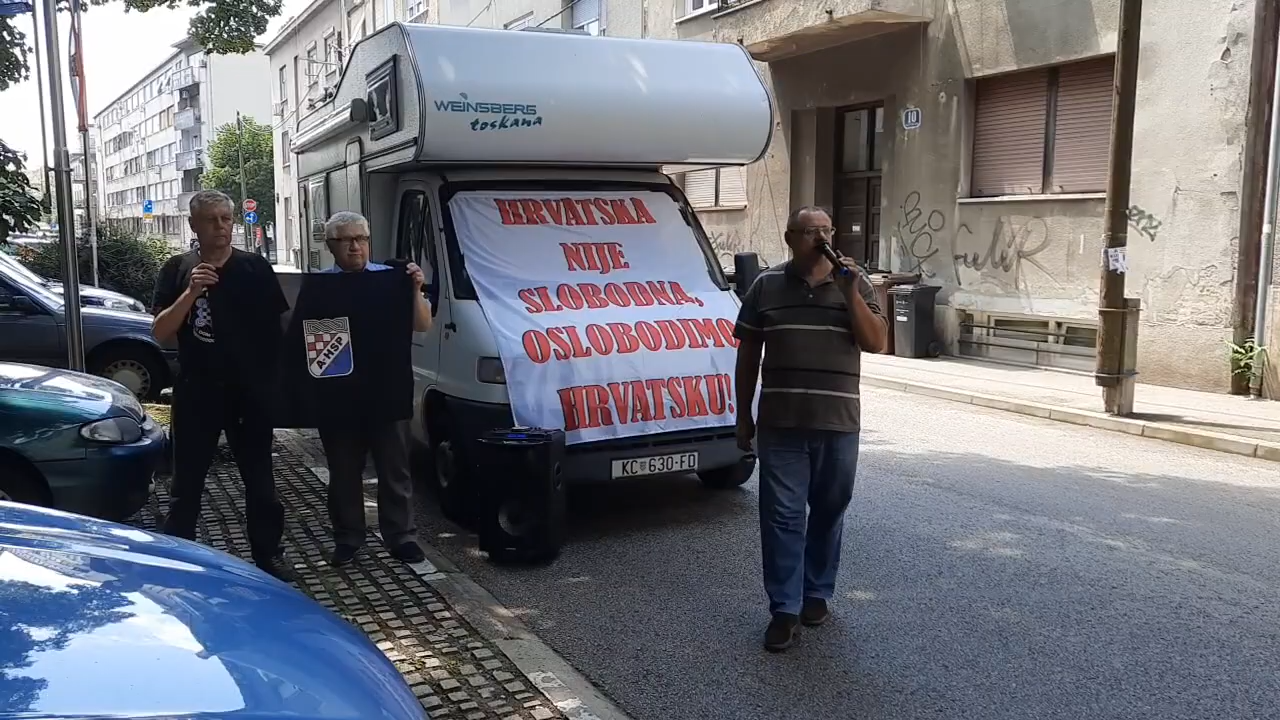 WEINSBERG
toskana
10
HRVATSKA
NIJE
SLOBODNA,
OSLOBODIMO
HRVATSKU!
A-HSP
KC 630-FD